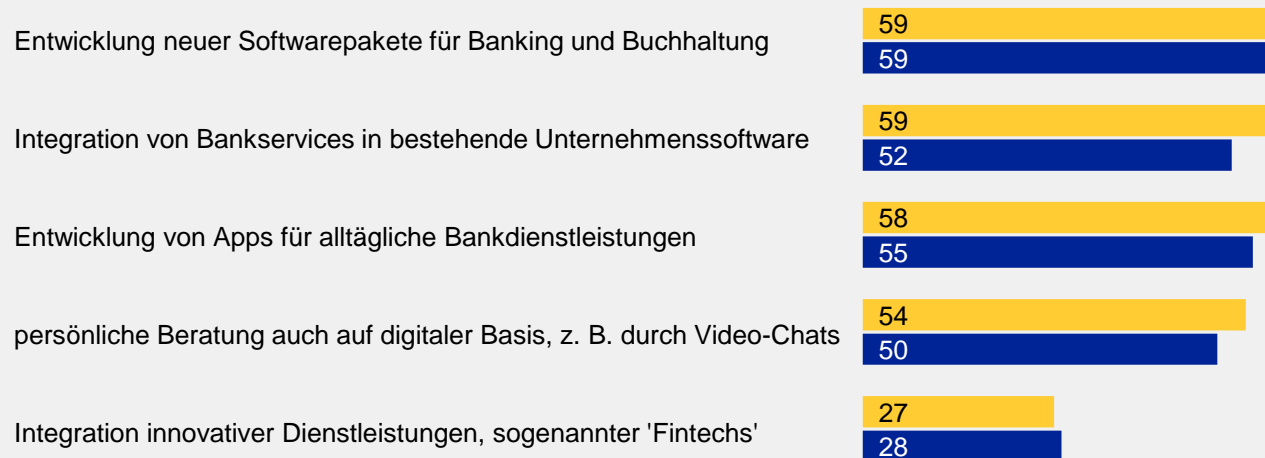 Entwicklung neuer Softwarepakete für Banking und Buchhaltung
59
59
Integration von Bankservices in bestehende Unternehmenssoftware
59
52
Entwicklung von Apps für alltägliche Bankdienstleistungen
58
55
persönliche Beratung auch auf digitaler Basis, z. B. durch Video-Chats
54
50
Integration innovativer Dienstleistungen, sogenannter 'Fintechs'
27
28